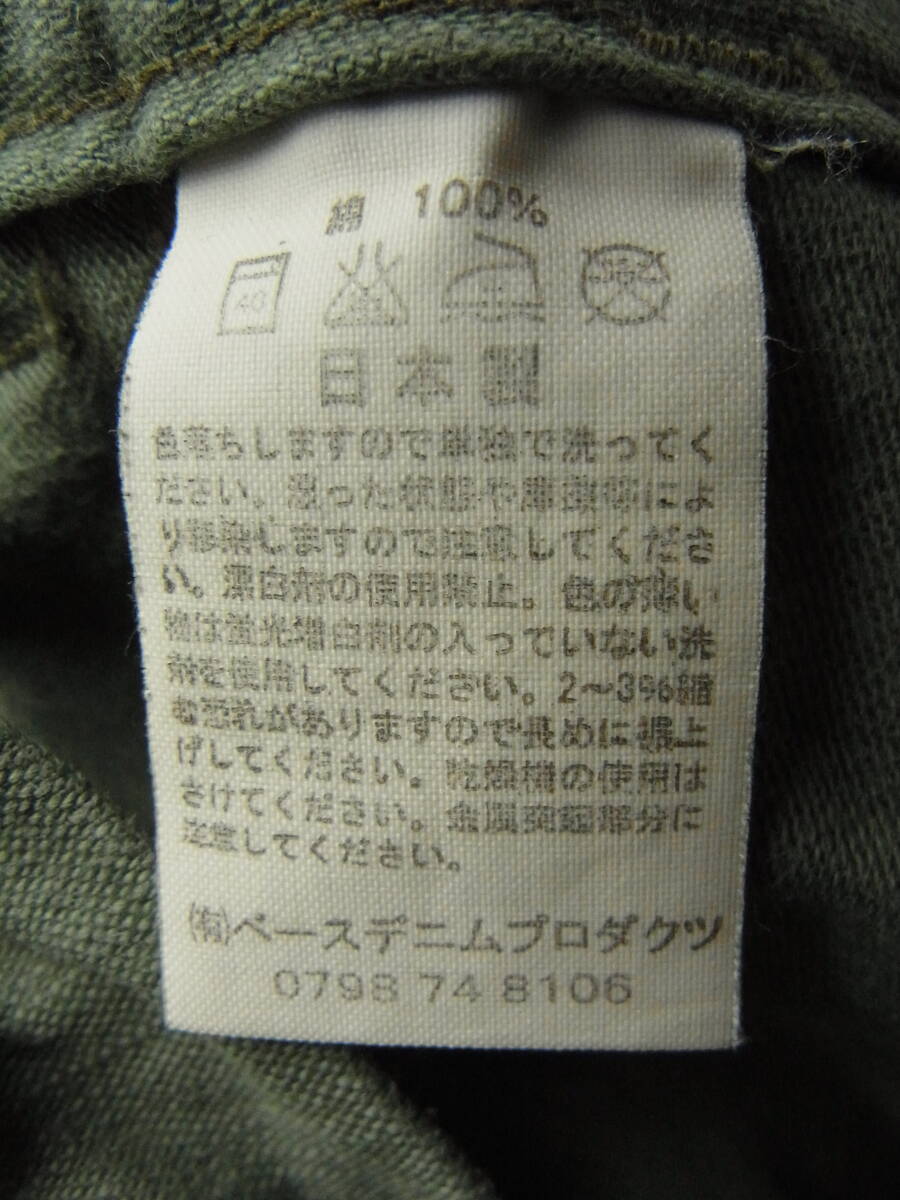 綿 100%
40
日本製
色落ちしますので単独で洗ってく
ださい。湿った状態や摩擦等によ
り移染しますので注意してくださ
い。漂白剤の使用禁止。色の薄い
物は蛍光増白剤の入っていない洗
剤を使用してください。2〜3%縮
む恐れがありますので長めに裾上
げしてください。乾燥機の使用は
さけてください。金属突起部分に
注意してください。
(有)ベースデニムプロダクツ
0798 74 8106